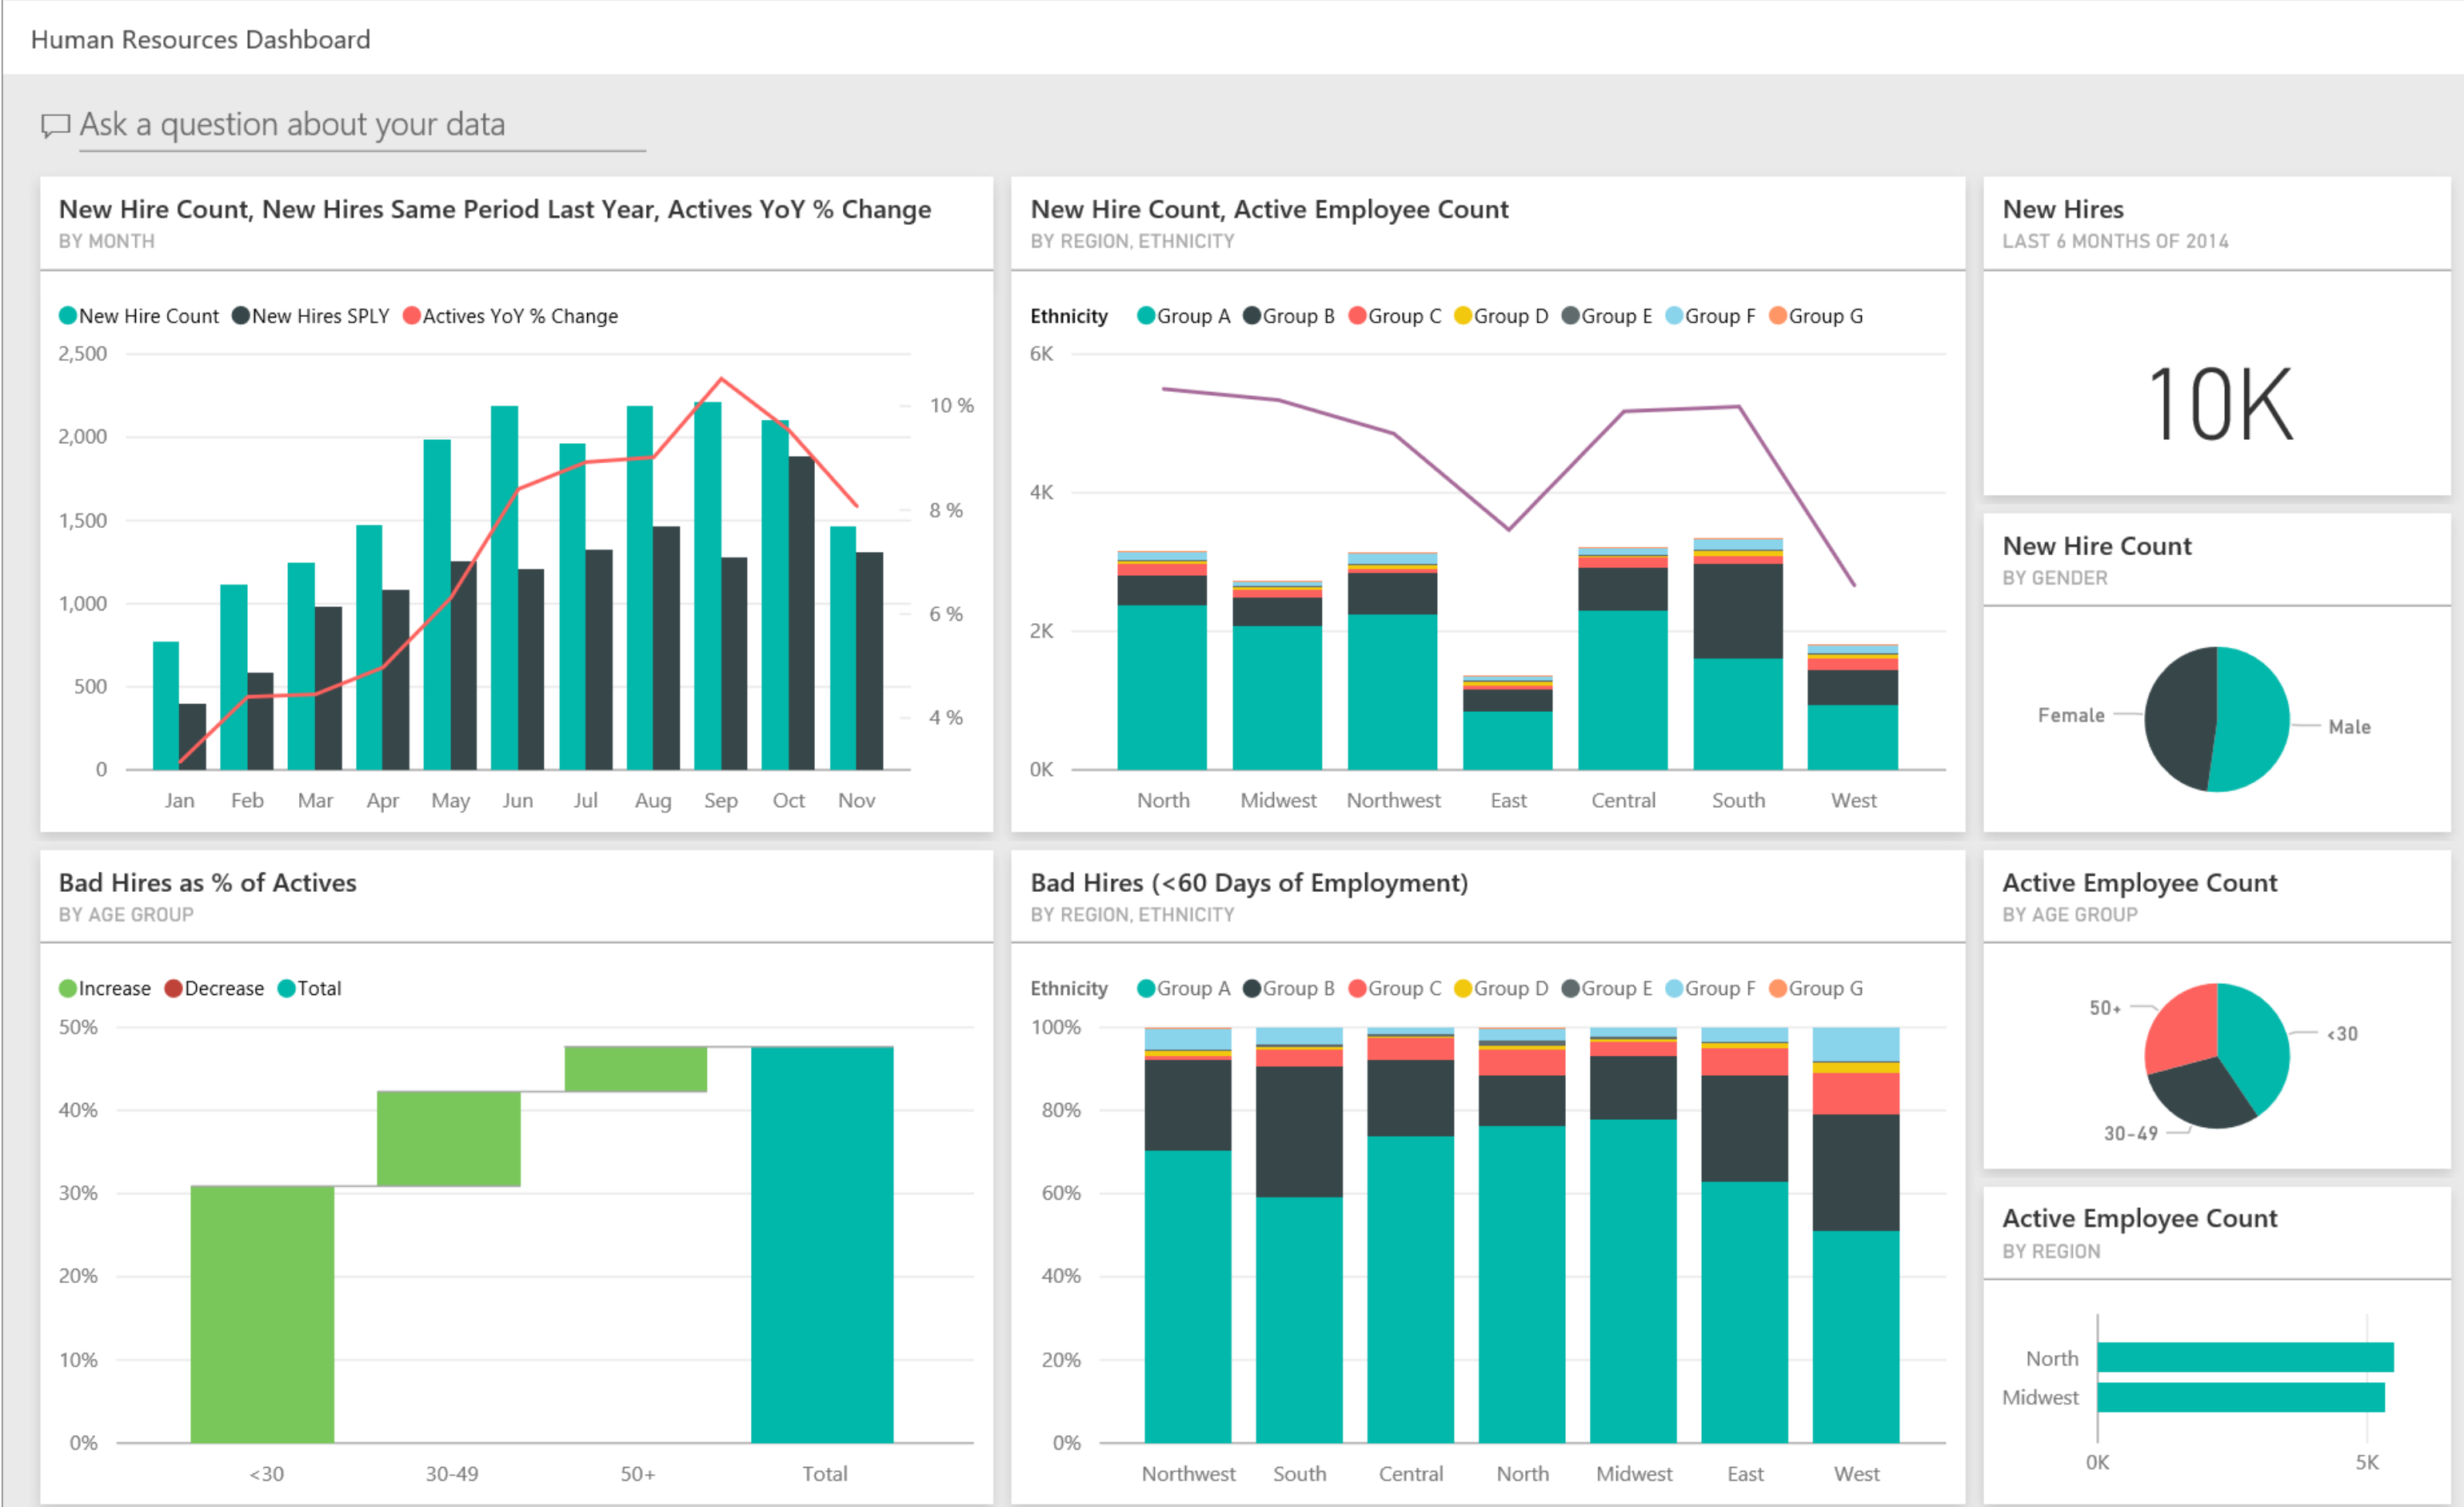 Human Resources Dashboard
Ask a question about your data
New Hire Count, New Hires Same Period Last Year, Actives YoY % Change
BY MONTH
New Hire Count New Hires SPLY Actives YoY % Change
2,500
2,000
1,500
1,000
500
0
10 %
8 %
6 %
4 %
Jan Feb Mar Apr May Jun Jul Aug Sep Oct Nov
New Hire Count, Active Employee Count
BY REGION, ETHNICITY
Ethnicity Group A Group B Group C Group D Group E Group F Group G
6K
4K
2K
0K
North Midwest Northwest East Central South West
New Hires
LAST 6 MONTHS OF 2014
10K
New Hire Count
BY GENDER
Female
Male
Bad Hires as % of Actives
BY AGE GROUP
Increase Decrease Total
50%
40%
30%
20%
10%
0%
<30 30-49 50+ Total
Bad Hires (<60 Days of Employment)
BY REGION, ETHNICITY
Ethnicity Group A Group B Group C Group D Group E Group F Group G
100%
80%
60%
40%
20%
0%
Northwest South Central North Midwest East West
Active Employee Count
BY AGE GROUP
50+
<30
30-49
Active Employee Count
BY REGION
North
Midwest
0K 5K